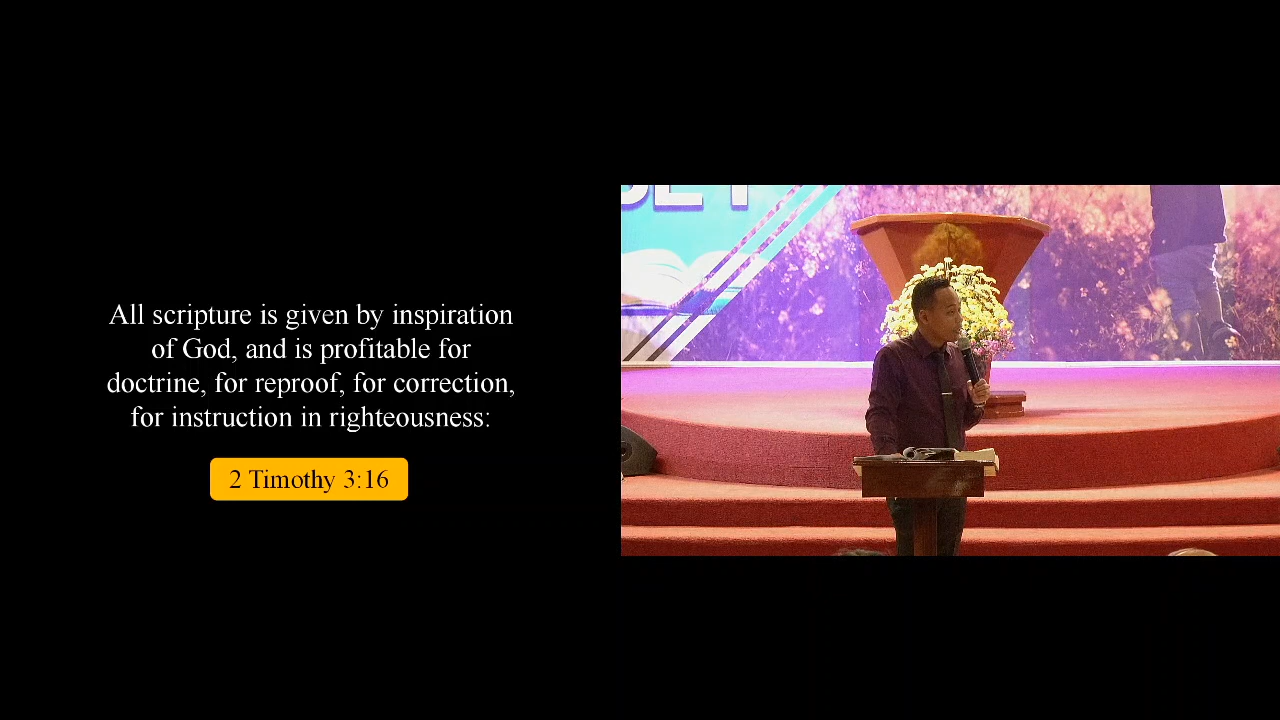 All scripture is given by inspiration
of God, and is profitable for
doctrine, for reproof, for correction,
for instruction in righteousness:
2 Timothy 3:16